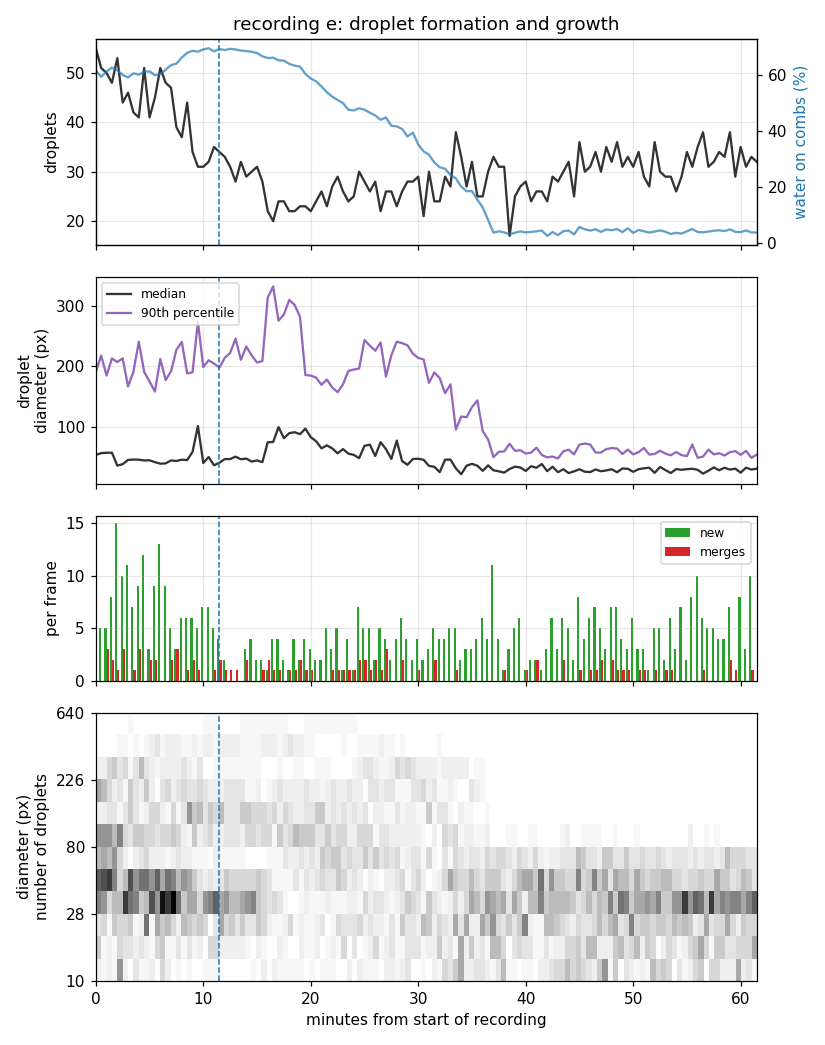 recording e: droplet formation and growth
droplets
50
40
30
20
60
40
20
0
water on combs (%)
droplet
diameter (px)
300
200
100
median
90th percentile
per frame
15
10
5
0
new
merges
diameter (px)
number of droplets
640
226
80
28
10
0
10
20
30
40
50
60
minutes from start of recording